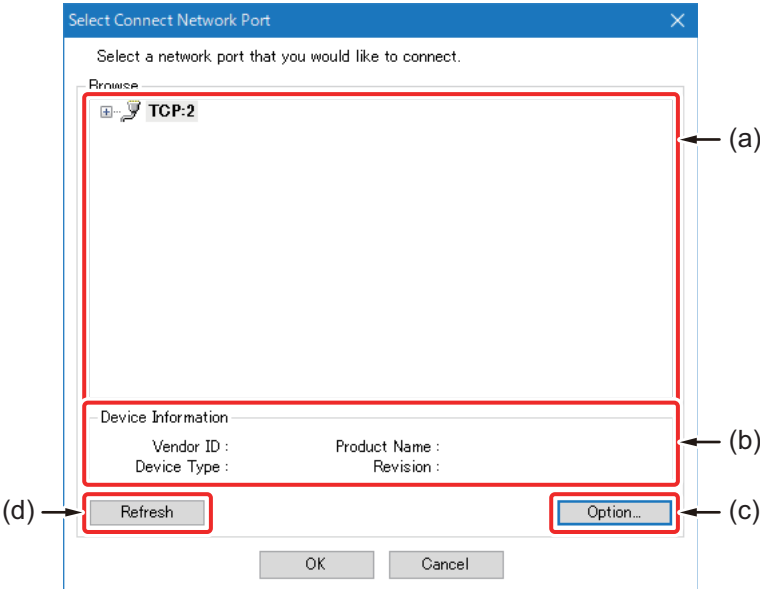 Select Connect Network Port
Select a network port that you would like to connect.
Browse
TCP:2
(a)
Device Information
Vendor ID :
Product Name :
(b)
Device Type :
Revision :
(d)
Refresh
Option...
(c)
OK
Cancel